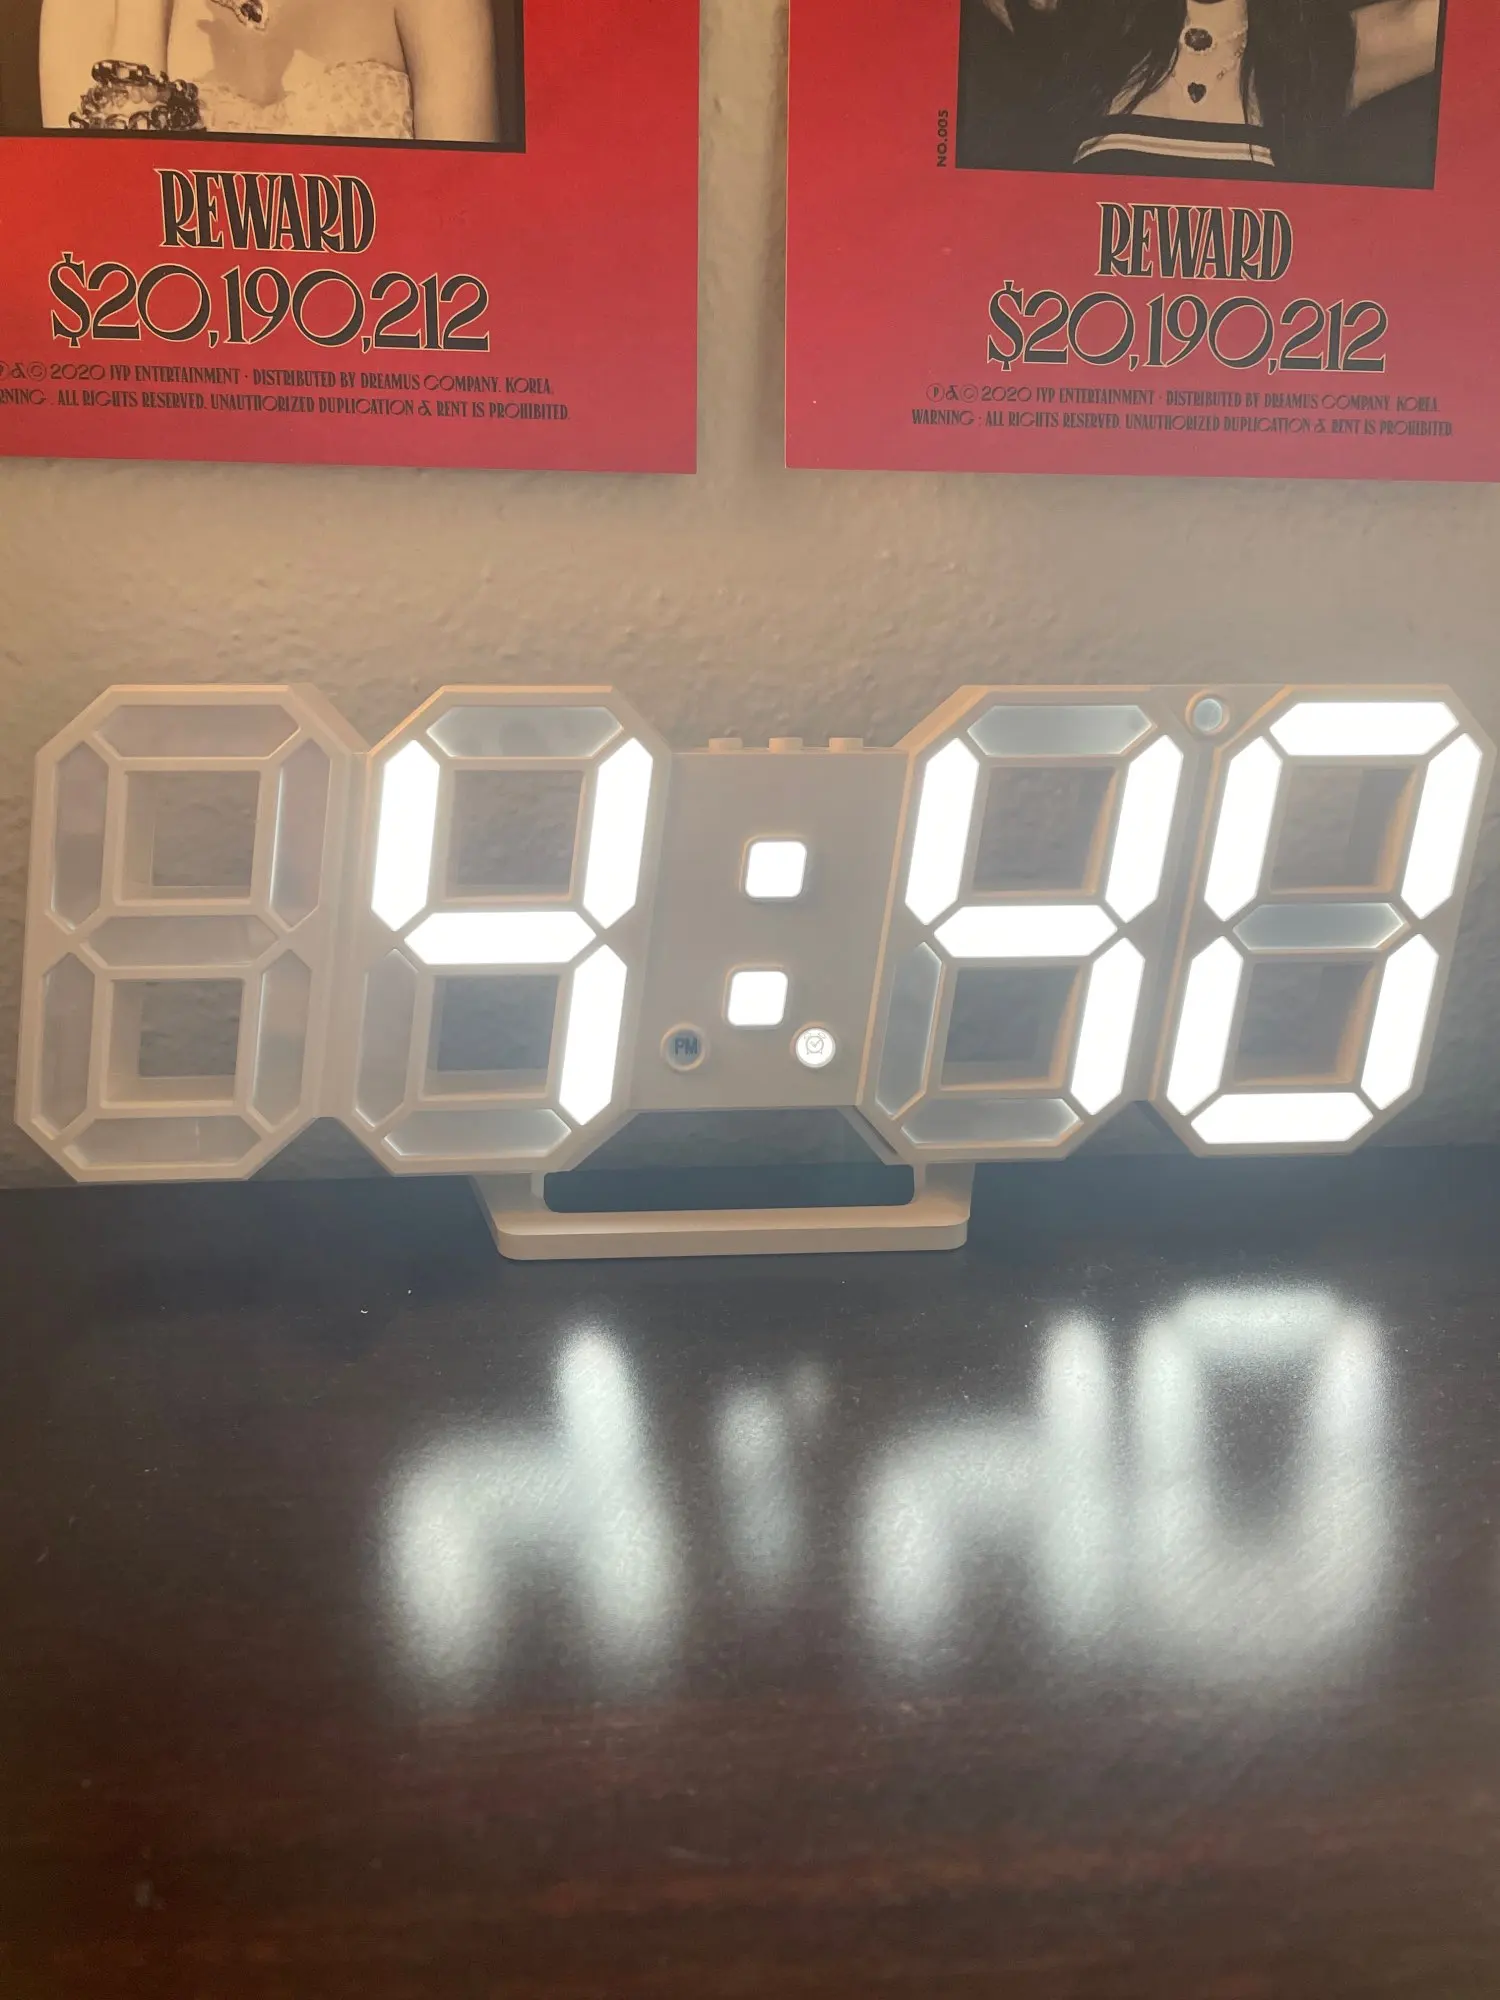 REWARD
$20,190,212
Ⓟ&Ⓒ 2020 JYP ENTERTAINMENT · DISTRIBUTED BY DREAMUS COMPANY. KOREA.
RNING : ALL RIGHTS RESERVED. UNAUTHORIZED DUPLICATION & RENT IS PROHIBITED.
NO.005
REWARD
$20,190,212
Ⓟ&Ⓒ 2020 JYP ENTERTAINMENT · DISTRIBUTED BY DREAMUS COMPANY. KOREA.
WARNING : ALL RIGHTS RESERVED. UNAUTHORIZED DUPLICATION & RENT IS PROHIBITED.
4:40
PM